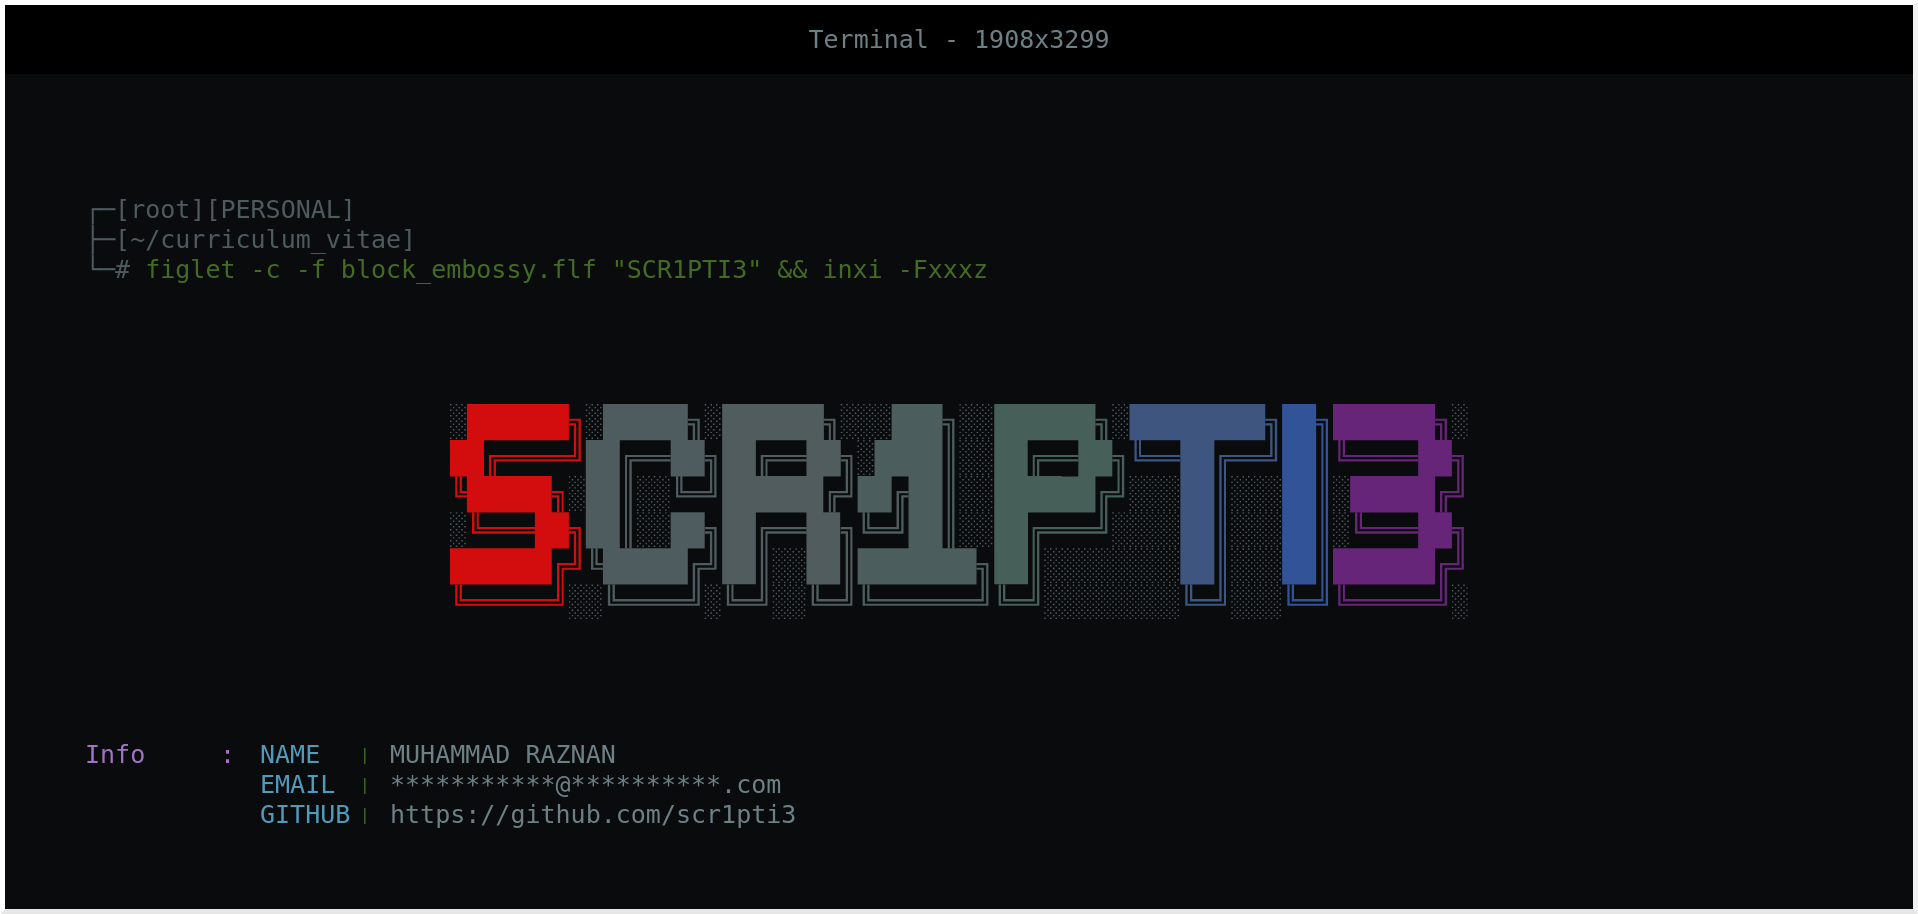 Terminal - 1908x3299
┌─[root][PERSONAL]
├─[~/curriculum_vitae]
└─# figlet -c -f block_embossy.flf "SCR1PTI3" && inxi -Fxxxz
SCR1PTI3
Info : NAME | MUHAMMAD RAZNAN
EMAIL | ***********@**********.com
GITHUB | https://github.com/scr1pti3